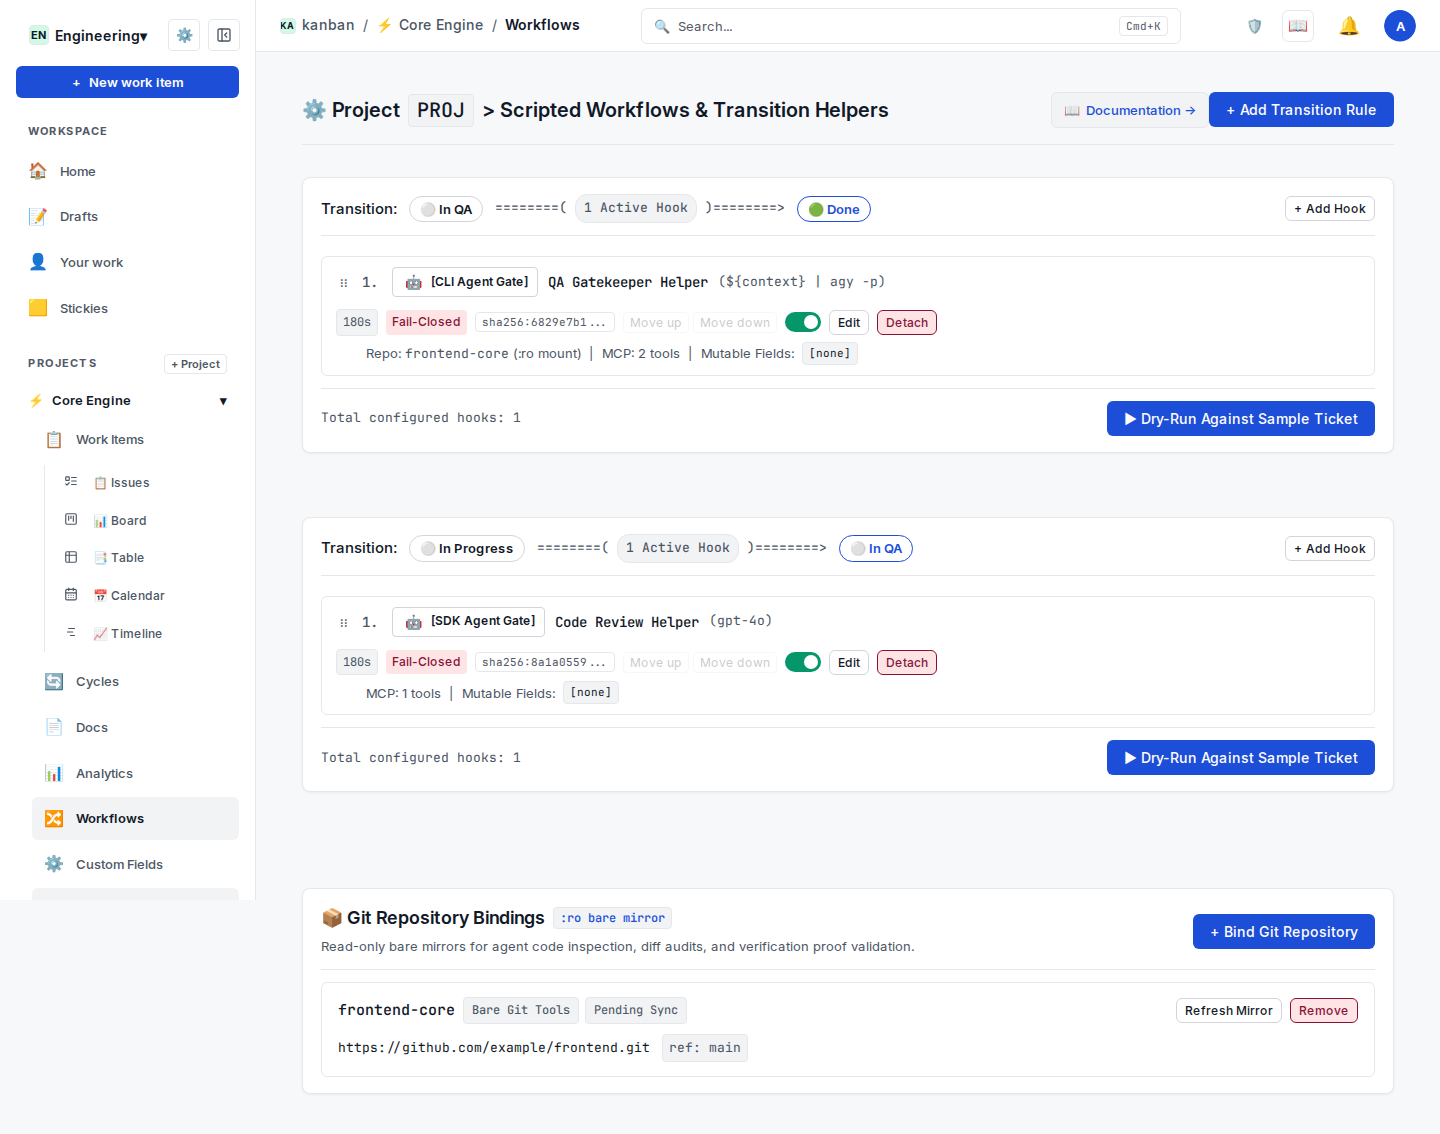 EN Engineering▾
+ New work item
WORKSPACE
Home
Drafts
Your work
Stickies
PROJECTS + Project
Core Engine ▾
Work Items
Issues
Board
Table
Calendar
Timeline
Cycles
Docs
Analytics
Workflows
Custom Fields
KA kanban / ⚡ Core Engine / Workflows
Search... Cmd+K
A
Project PROJ > Scripted Workflows & Transition Helpers
Documentation → + Add Transition Rule
Transition: In QA ========( 1 Active Hook )========> Done + Add Hook
1. [CLI Agent Gate] QA Gatekeeper Helper (${context} | agy -p)
180s Fail-Closed sha256:6829e7b1... Move up Move down Edit Detach
Repo: frontend-core (:ro mount) | MCP: 2 tools | Mutable Fields: [none]
Total configured hooks: 1 ▶ Dry-Run Against Sample Ticket
Transition: In Progress ========( 1 Active Hook )========> In QA + Add Hook
1. [SDK Agent Gate] Code Review Helper (gpt-4o)
180s Fail-Closed sha256:8a1a0559... Move up Move down Edit Detach
MCP: 1 tools | Mutable Fields: [none]
Total configured hooks: 1 ▶ Dry-Run Against Sample Ticket
Git Repository Bindings :ro bare mirror
Read-only bare mirrors for agent code inspection, diff audits, and verification proof validation.
+ Bind Git Repository
frontend-core Bare Git Tools Pending Sync Refresh Mirror Remove
https://github.com/example/frontend.git ref: main